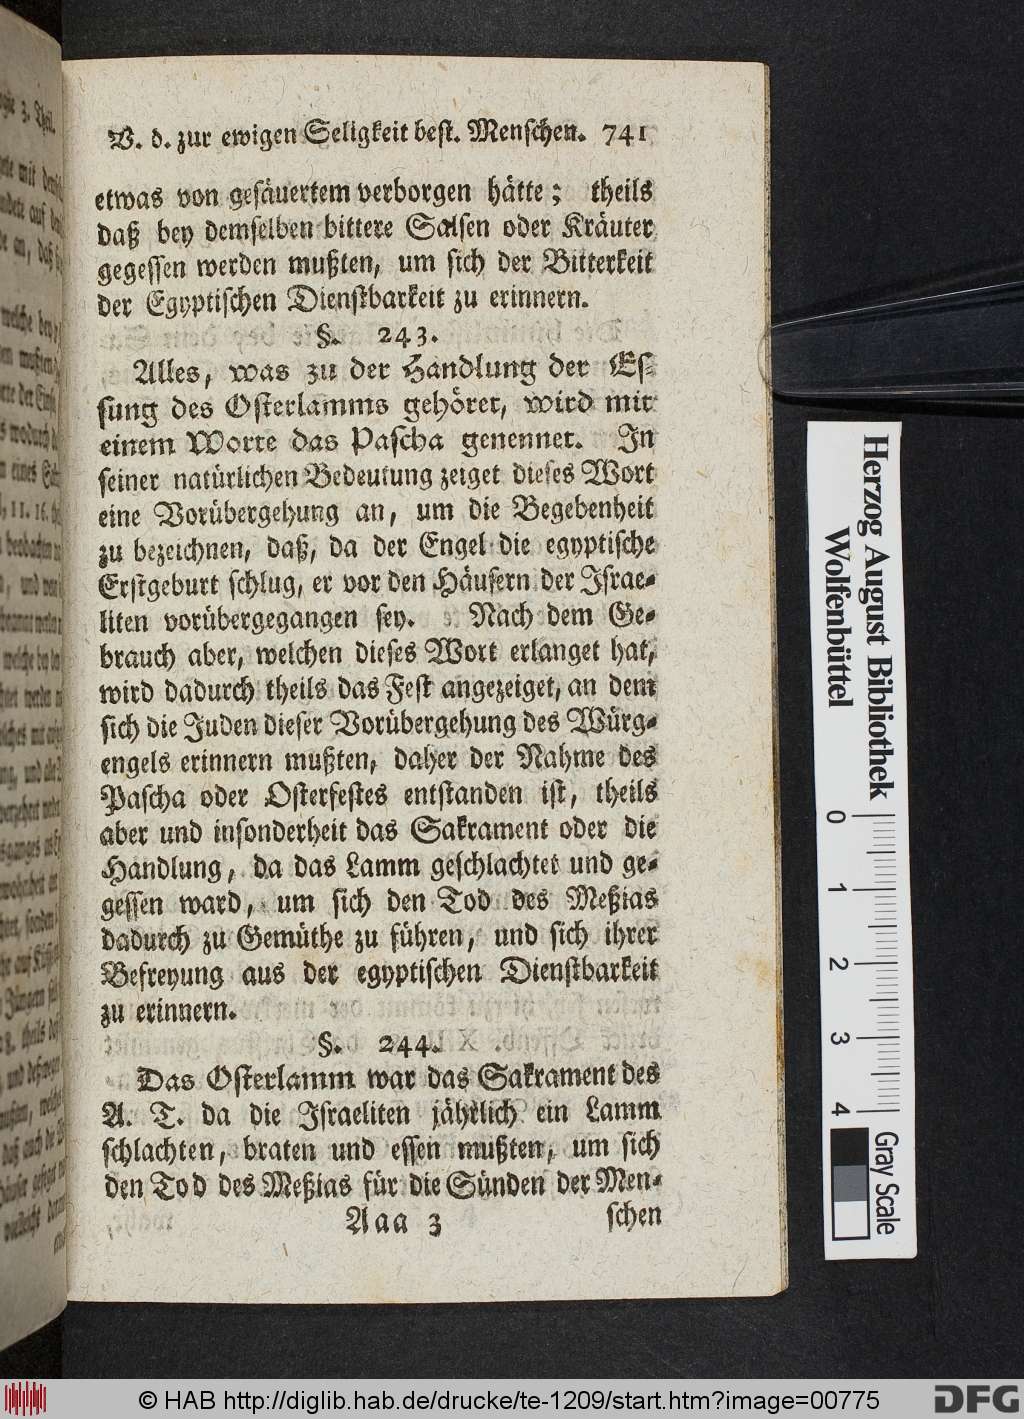 V. d. zur ewigen Seligkeit best. Menschen. 741
etwas von gesäuertem verborgen hätte; theils
daß bey demselben bittere Salsen oder Kräuter
gegessen werden mußten, um sich der Bitterkeit
der Egyptischen Dienstbarkeit zu erinnern.
§. 243.
Alles, was zu der Handlung der Es-
sung des Osterlamms gehöret, wird mit
einem Worte das Pascha genennet. In
seiner natürlichen Bedeutung zeiget dieses Wort
eine Vorübergehung an, um die Begebenheit
zu bezeichnen, daß, da der Engel die egyptische
Erstgeburt schlug, er vor den Häusern der Israe-
liten vorübergegangen sey. Nach dem Ge-
brauch aber, welchen dieses Wort erlanget hat,
wird dadurch theils das Fest angezeiget, an dem
sich die Juden dieser Vorübergehung des Würg-
engels erinnern mußten, daher der Nahme des
Pascha oder Osterfestes entstanden ist, theils
aber und insonderheit das Sakrament oder die
Handlung, da das Lamm geschlachtet und ge-
gessen ward, um sich den Tod des Meßias
dadurch zu Gemüthe zu führen, und sich ihrer
Befreyung aus der egyptischen Dienstbarkeit
zu erinnern.
§. 244.
Das Osterlamm war das Sakrament des
A. T. da die Israeliten jährlich ein Lamm
schlachten, braten und essen mußten, um sich
den Tod des Meßias für die Sünden der Men-
Aaa 3 schen
Herzog August Bibliothek
Wolfenbüttel
0 1 2 3 4
Gray Scale
© HAB http://diglib.hab.de/drucke/te-1209/start.htm?image=00775
DFG